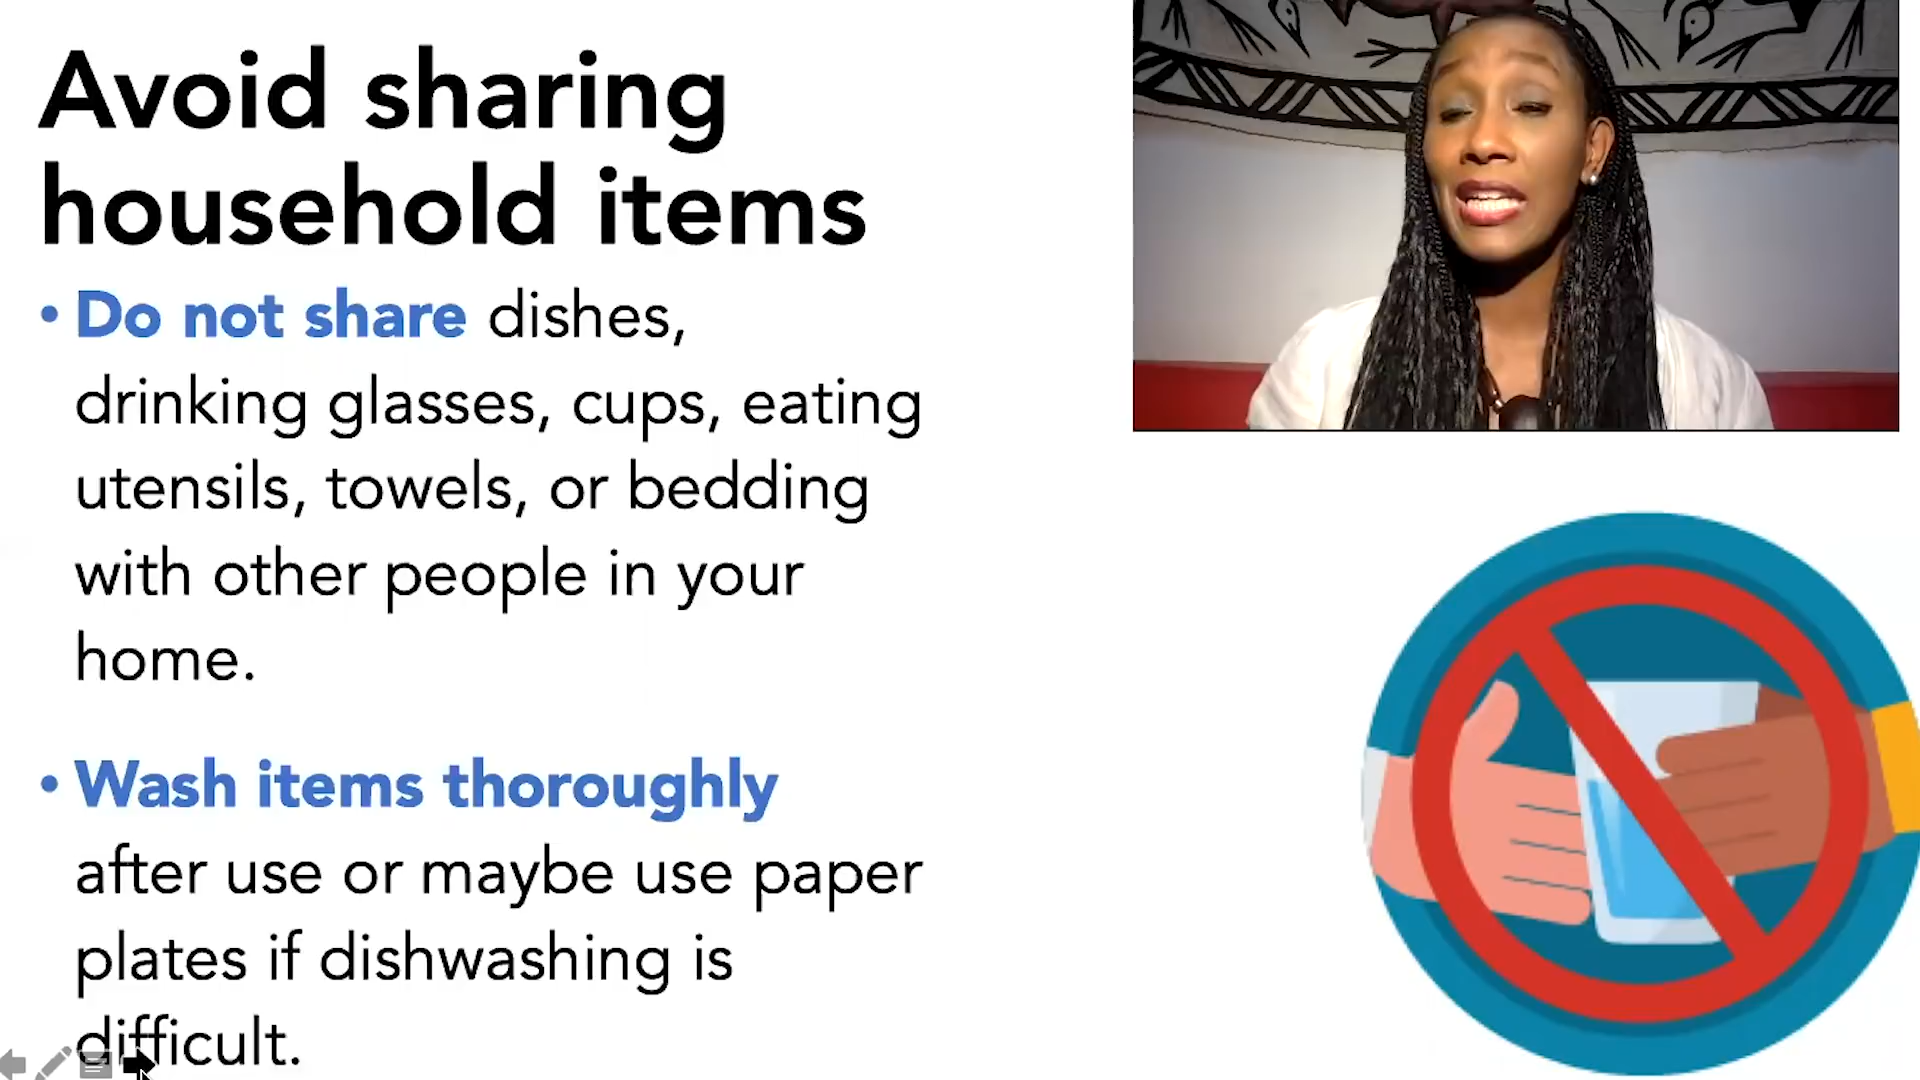 Avoid sharing
household items
• Do not share dishes,
drinking glasses, cups, eating
utensils, towels, or bedding
with other people in your
home.
• Wash items thoroughly
after use or maybe use paper
plates if dishwashing is
difficult.